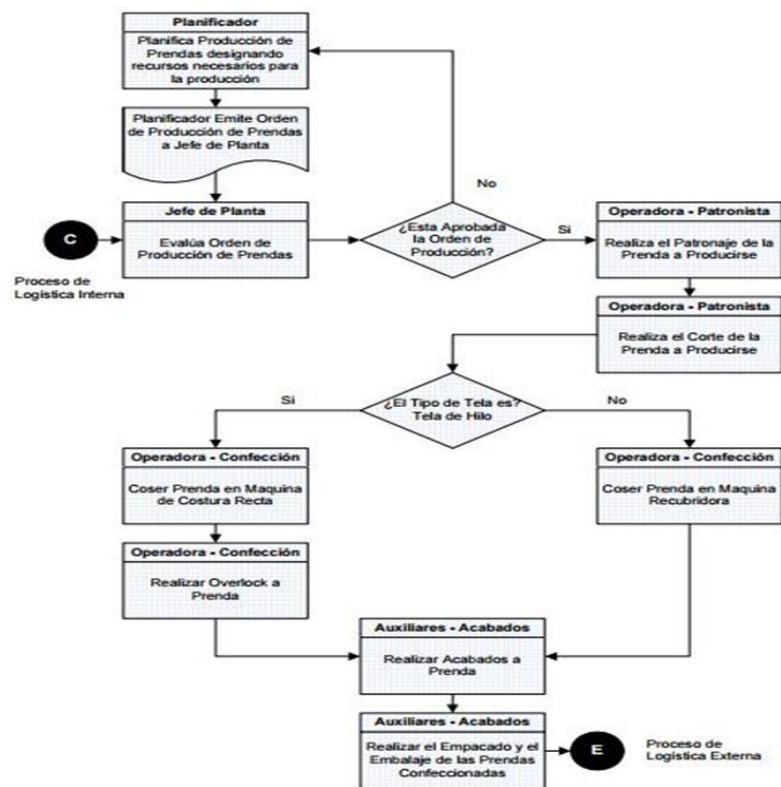 Planificador
Planifica Producción de
Prendas designando
recursos necesarios para
la producción
Planificador Emite Orden
de Producción de Prendas
a Jefe de Planta
No
Jefe de Planta
Evalúa Orden de
Producción de Prendas
C
Proceso de
Logística Interna
¿Esta Aprobada
la Orden de
Producción?
Si
Operadora - Patronista
Realiza el Patronaje de la
Prenda a Producirse
Operadora - Patronista
Realiza el Corte de la
Prenda a Producirse
¿El Tipo de Tela es?
Tela de Hilo
Si
No
Operadora - Confección
Coser Prenda en Maquina
de Costura Recta
Operadora - Confección
Coser Prenda en Maquina
Recubridora
Operadora - Confección
Realizar Overlock a
Prenda
Auxiliares - Acabados
Realizar Acabados a
Prenda
Auxiliares - Acabados
Realizar el Empacado y el
Embalaje de las Prendas
Confeccionadas
E
Proceso de
Logística Externa